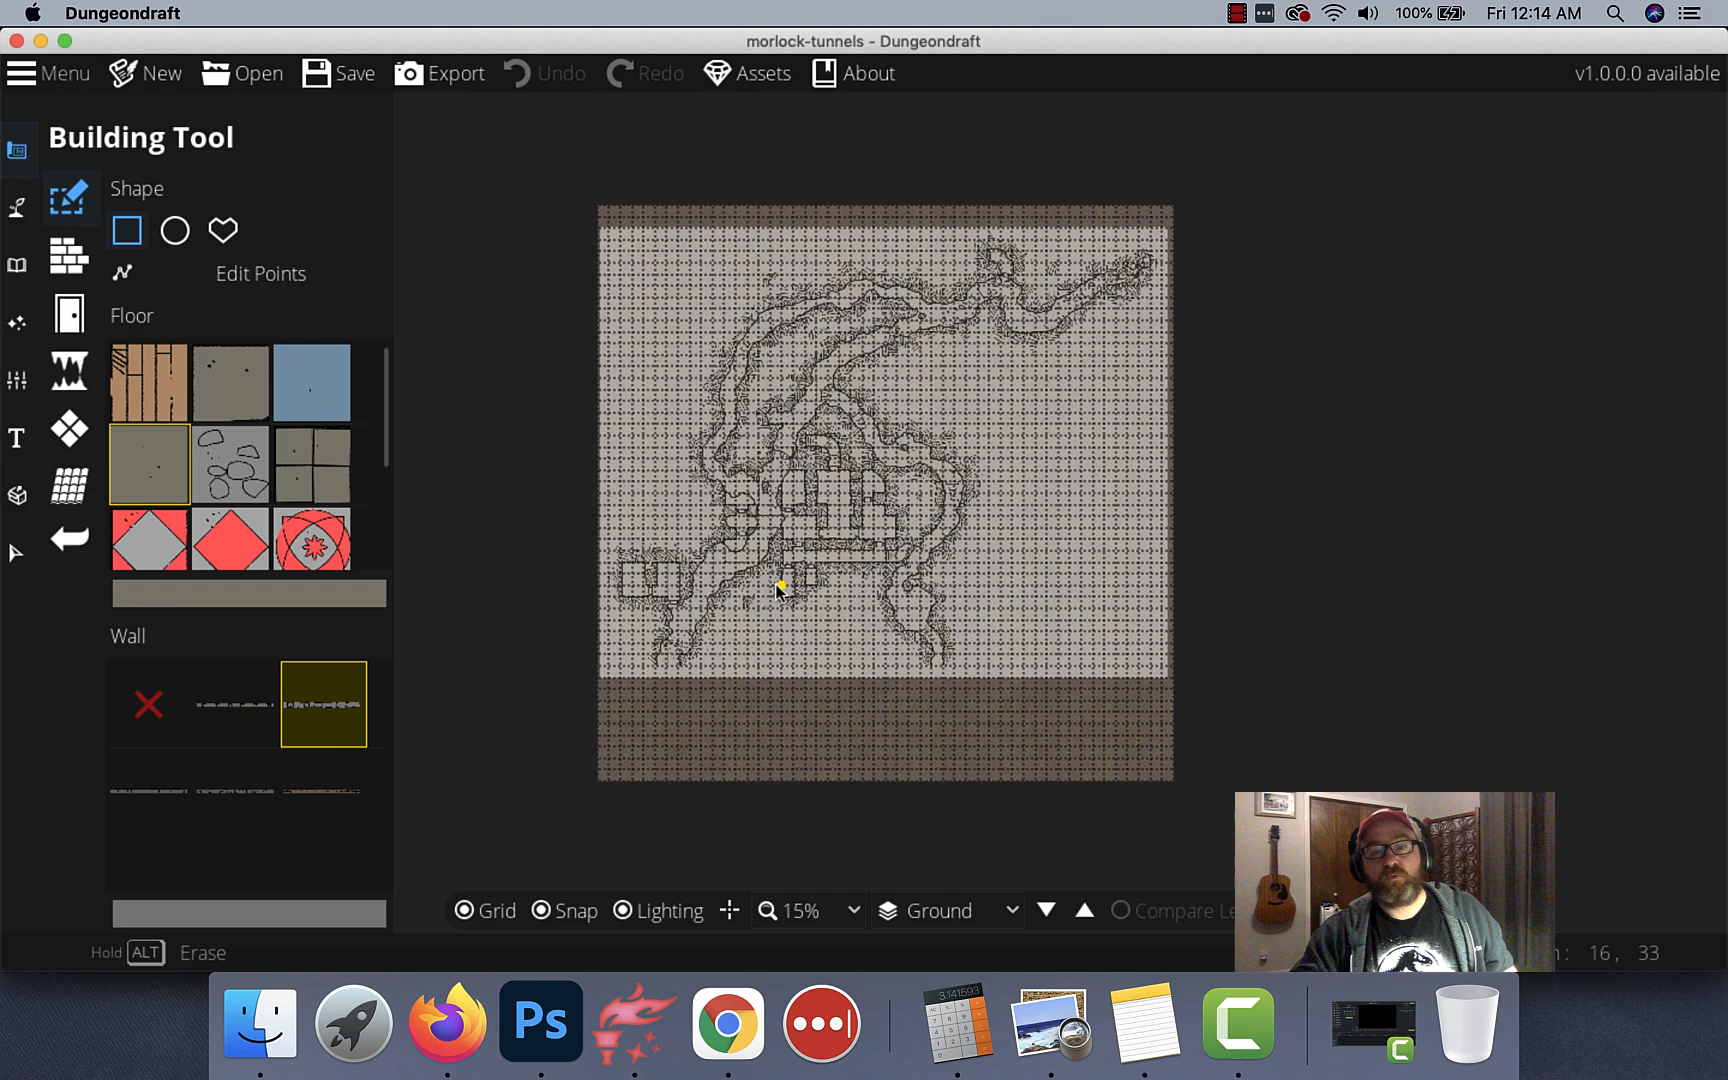 Dungeondraft
100%
Fri 12:14 AM
morlock-tunnels - Dungeondraft
Menu
New
Open
Save
Export
Undo
Redo
Assets
About
v1.0.0.0 available
Building Tool
Shape
Edit Points
Floor
T
Wall
Grid
Snap
Lighting
15%
Ground
Compare Le
Hold ALT Erase
16, 33
Ps
3.141593